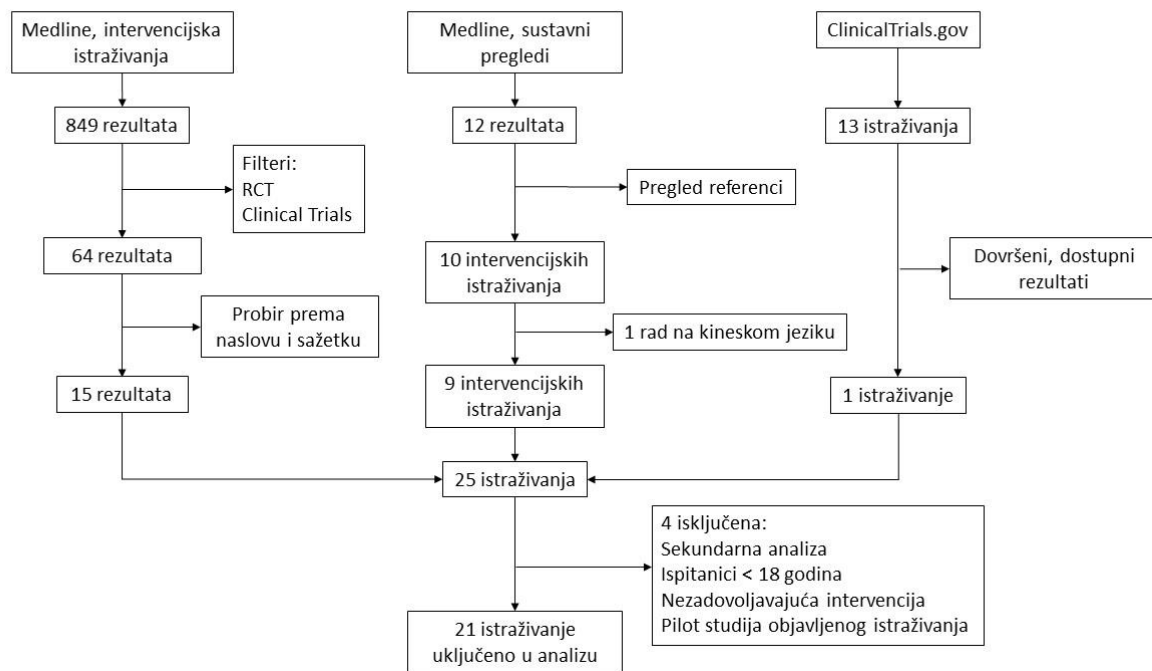 Medline, intervencijska
istraživanja
849 rezultata
Filteri:
RCT
Clinical Trials
64 rezultata
Probir prema
naslovu i sažetku
15 rezultata
Medline, sustavni
pregledi
12 rezultata
Pregled referenci
10 intervencijskih
istraživanja
1 rad na kineskom jeziku
9 intervencijskih
istraživanja
ClinicalTrials.gov
13 istraživanja
Dovršeni, dostupni
rezultati
1 istraživanje
25 istraživanja
4 isključena:
Sekundarna analiza
Ispitanici < 18 godina
Nezadovoljavajuća intervencija
Pilot studija objavljenog istraživanja
21 istraživanje
uključeno u analizu